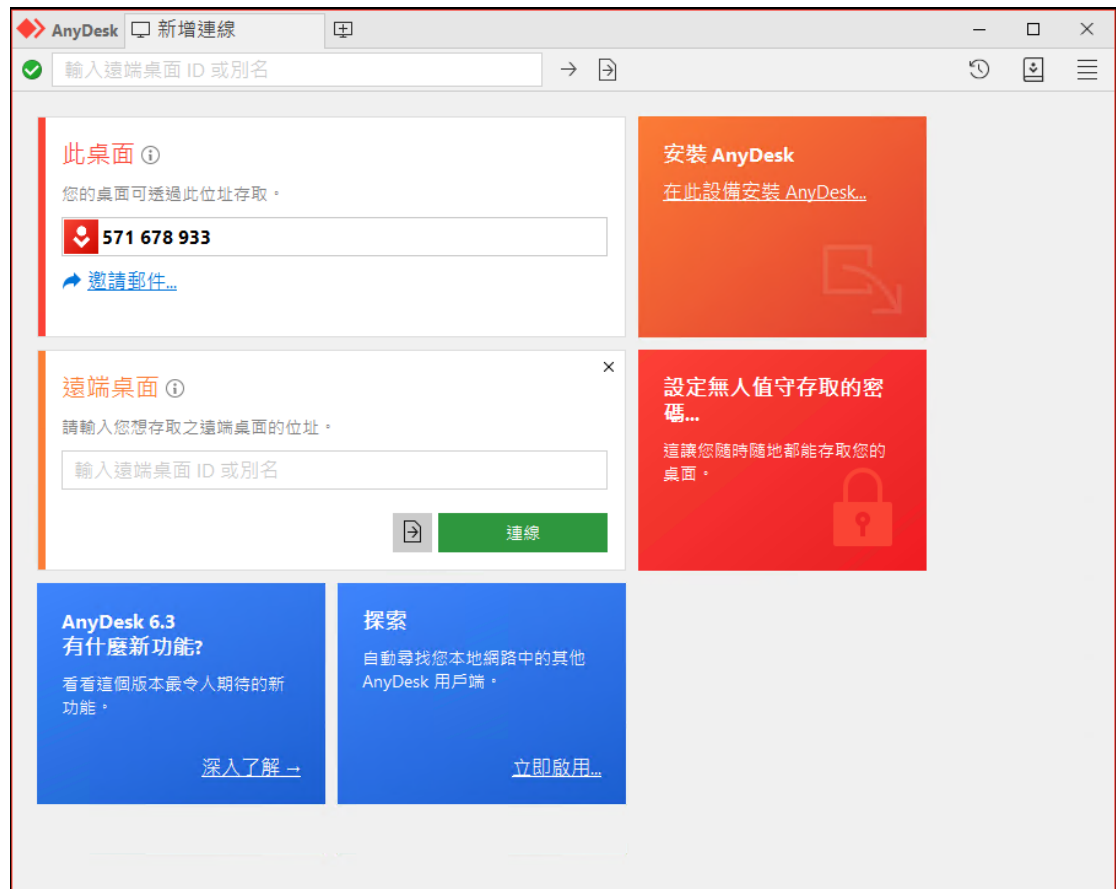 AnyDesk
新增連線
輸入遠端桌面 ID 或別名
此桌面
您的桌面可透過此位址存取。
571 678 933
邀請郵件...
安裝 AnyDesk
在此設備安裝 AnyDesk...
遠端桌面
請輸入您想存取之遠端桌面的位址。
輸入遠端桌面 ID 或別名
連線
設定無人值守存取的密
碼...
這讓您隨時隨地都能存取您的
桌面。
AnyDesk 6.3
有什麼新功能?
看看這個版本最令人期待的新
功能。
深入了解 →
探索
自動尋找您本地網路中的其他
AnyDesk 用戶端。
立即啟用...